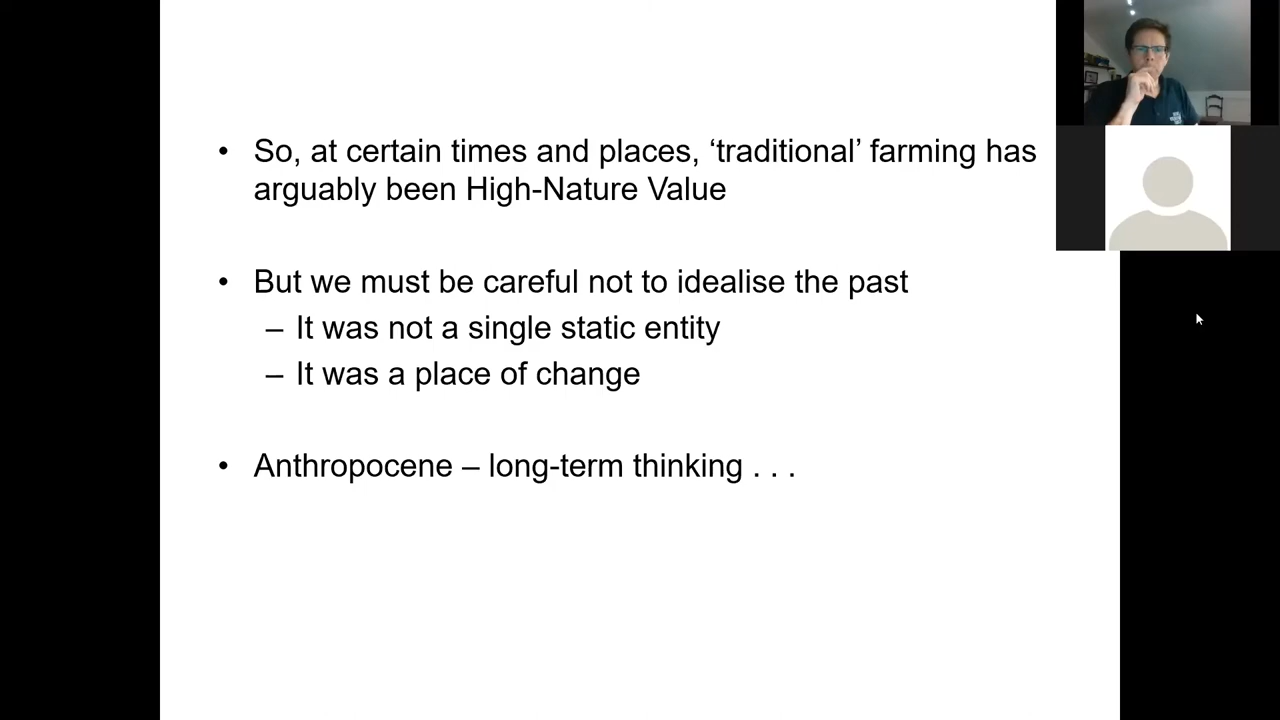 • So, at certain times and places, ‘traditional’ farming has
arguably been High-Nature Value
• But we must be careful not to idealise the past
– It was not a single static entity
– It was a place of change
• Anthropocene – long-term thinking . . .